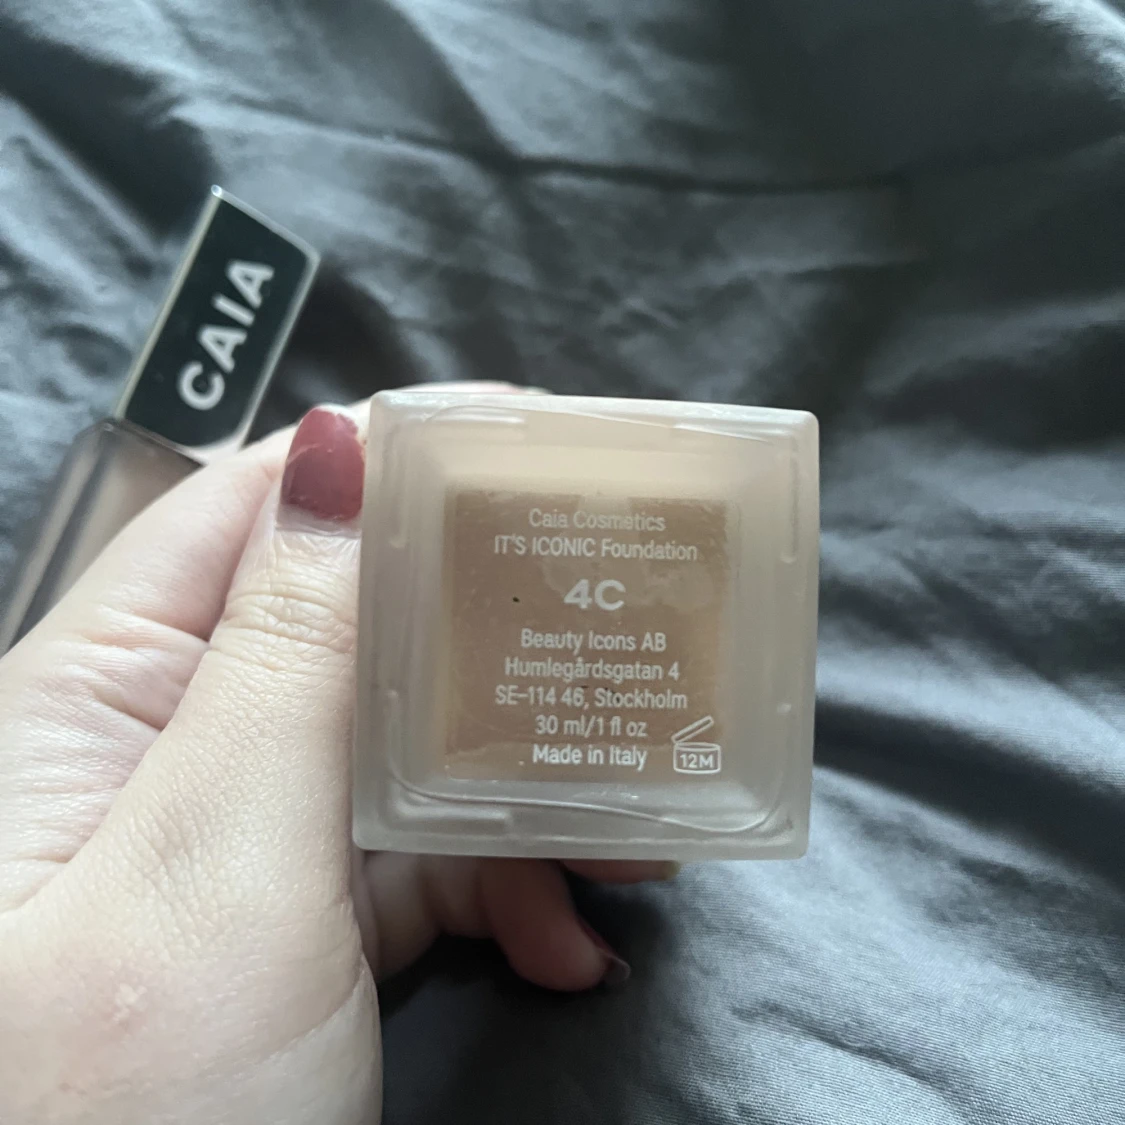 CAIA
Caia Cosmetics
IT'S ICONIC Foundation
4C
Beauty Icons AB
Humlegårdsgatan 4
SE-114 46, Stockholm
30 ml/1 fl oz
Made in Italy
12M